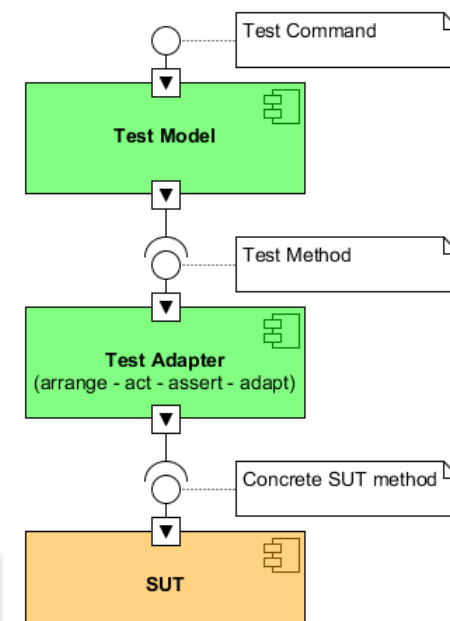 Test Command
Test Model
Test Method
Test Adapter
(arrange - act - assert - adapt)
Concrete SUT method
SUT